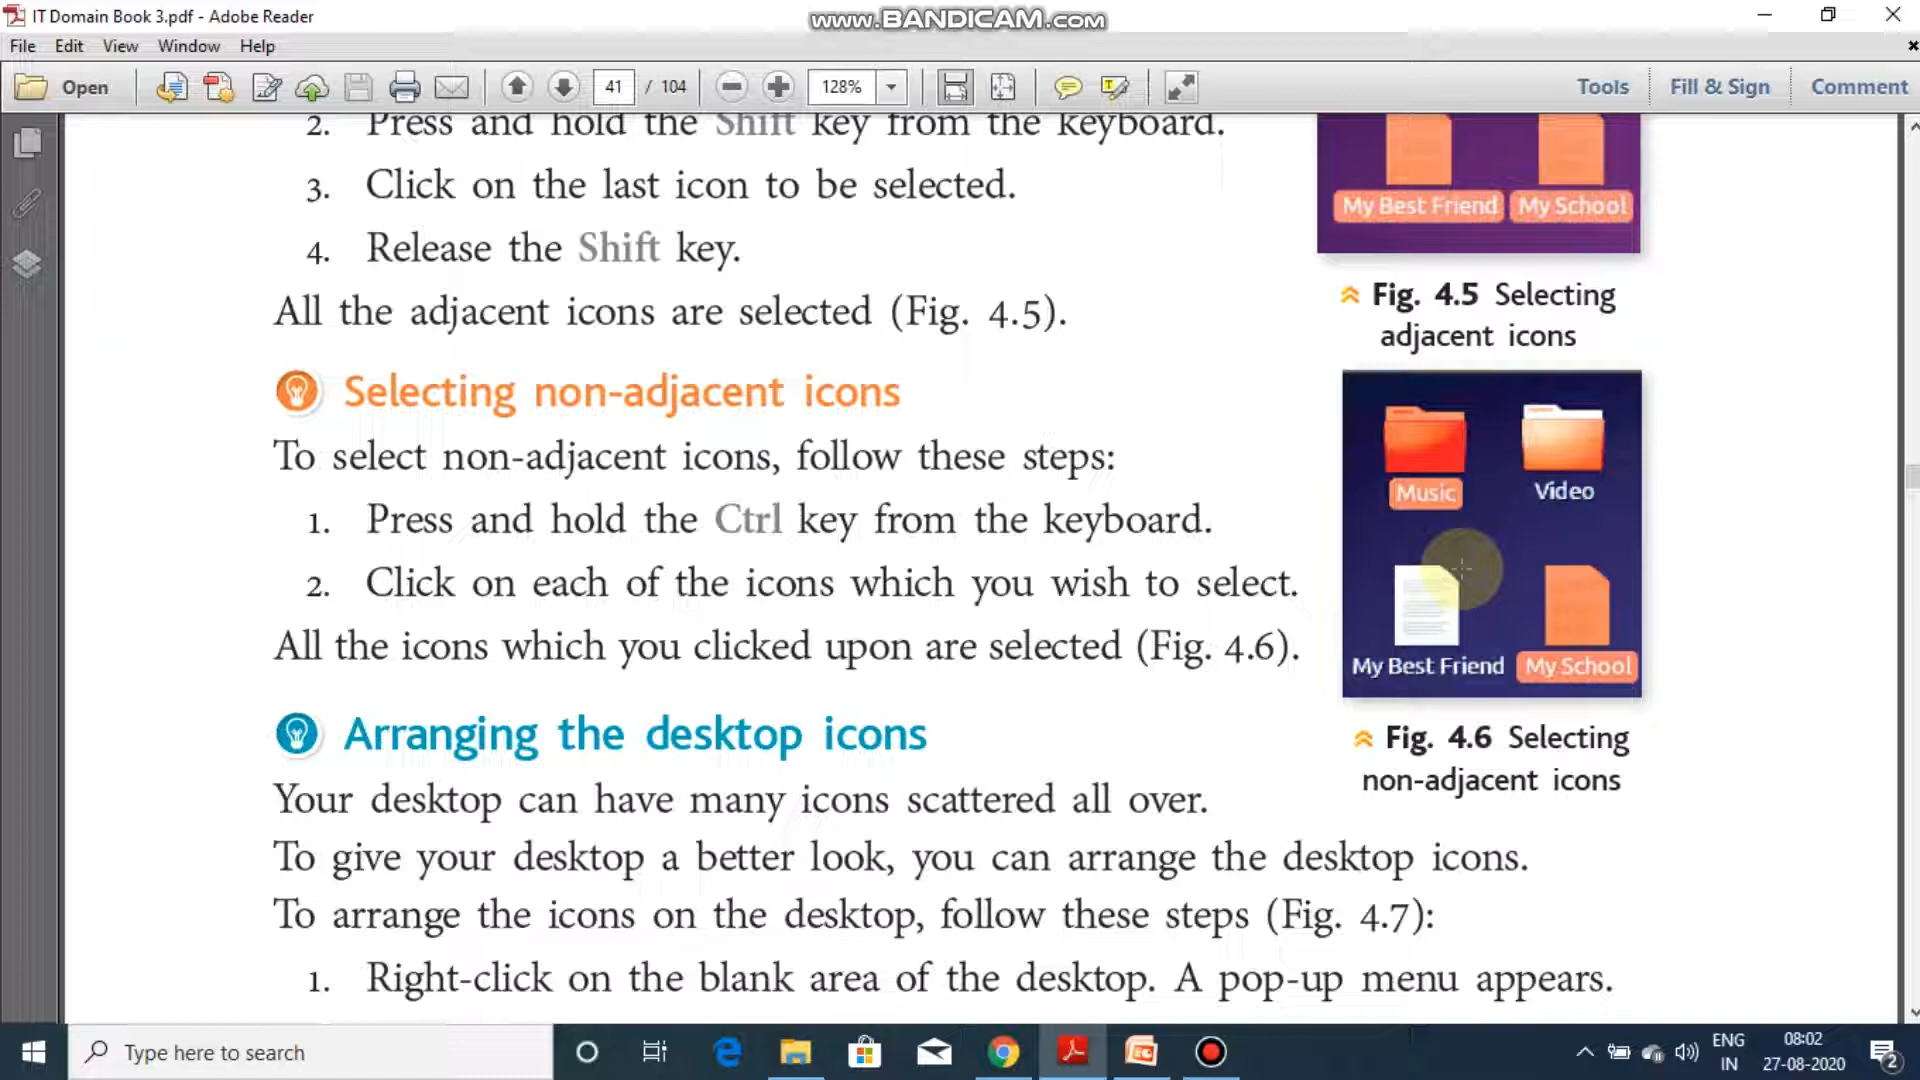 IT Domain Book 3.pdf - Adobe Reader
www.BANDICAM.com
File Edit View Window Help
Open 41 / 104 128% Tools Fill & Sign Comment
2. Press and hold the Shift key from the keyboard.
3. Click on the last icon to be selected.
4. Release the Shift key.
All the adjacent icons are selected (Fig. 4.5).
My Best Friend My School
Fig. 4.5 Selecting
adjacent icons
Selecting non-adjacent icons
To select non-adjacent icons, follow these steps:
1. Press and hold the Ctrl key from the keyboard.
2. Click on each of the icons which you wish to select.
All the icons which you clicked upon are selected (Fig. 4.6).
Music Video
My Best Friend My School
Fig. 4.6 Selecting
non-adjacent icons
Arranging the desktop icons
Your desktop can have many icons scattered all over.
To give your desktop a better look, you can arrange the desktop icons.
To arrange the icons on the desktop, follow these steps (Fig. 4.7):
1. Right-click on the blank area of the desktop. A pop-up menu appears.
Type here to search
ENG
IN
08:02
27-08-2020
2